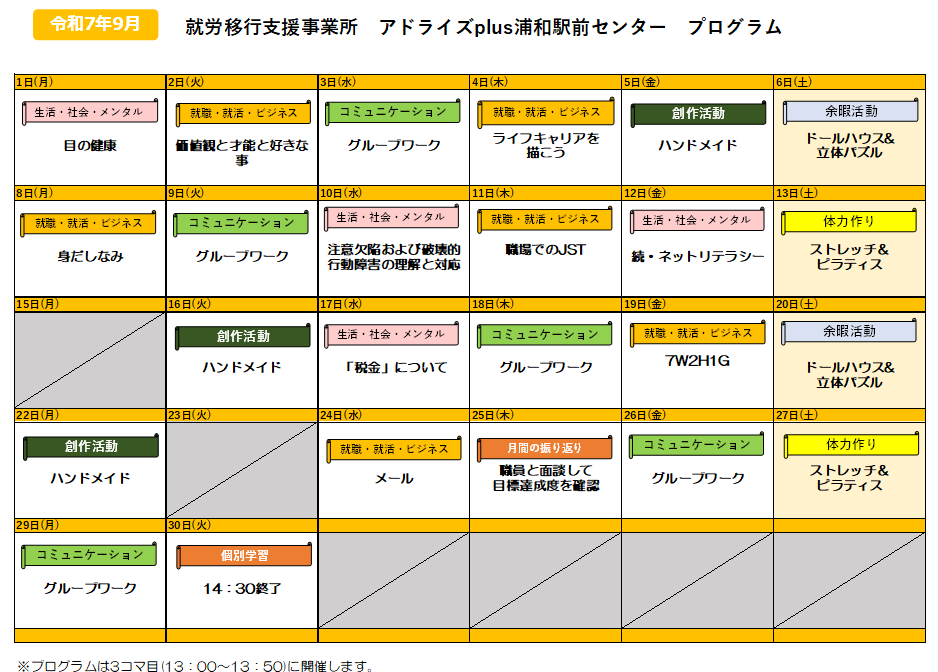 令和7年9月
就労移行支援事業所　アドライズplus浦和駅前センター　プログラム
1日(月)
2日(火)
3日(水)
4日(木)
5日(金)
6日(土)
生活・社会・メンタル
就職・就活・ビジネス
コミュニケーション
就職・就活・ビジネス
創作活動
余暇活動
目の健康
価値観と才能と好きな
事
グループワーク
ライフキャリアを
描こう
ハンドメイド
ドールハウス&
立体パズル
8日(月)
9日(火)
10日(水)
11日(木)
12日(金)
13日(土)
就職・就活・ビジネス
コミュニケーション
生活・社会・メンタル
就職・就活・ビジネス
生活・社会・メンタル
体力作り
身だしなみ
グループワーク
注意欠陥および破壊的
行動障害の理解と対応
職場でのJST
続・ネットリテラシー
ストレッチ&
ピラティス
15日(月)
16日(火)
17日(水)
18日(木)
19日(金)
20日(土)
創作活動
生活・社会・メンタル
コミュニケーション
就職・就活・ビジネス
余暇活動
ハンドメイド
「税金」について
グループワーク
7W2H1G
ドールハウス&
立体パズル
22日(月)
23日(火)
24日(水)
25日(木)
26日(金)
27日(土)
創作活動
就職・就活・ビジネス
月間の振り返り
コミュニケーション
体力作り
ハンドメイド
メール
職員と面談して
目標達成度を確認
グループワーク
ストレッチ&
ピラティス
29日(月)
30日(火)
コミュニケーション
個別学習
グループワーク
14：30終了
※プログラムは3コマ目(13：00～13：50)に開催します。